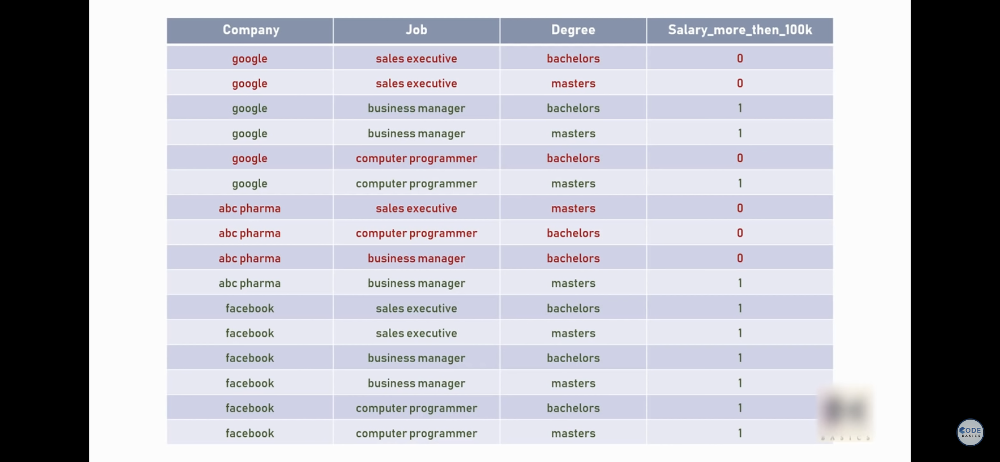 Company Job Degree Salary_more_then_100k
google sales executive bachelors 0
google sales executive masters 0
google business manager bachelors 1
google business manager masters 1
google computer programmer bachelors 0
google computer programmer masters 1
abc pharma sales executive masters 0
abc pharma computer programmer bachelors 0
abc pharma business manager bachelors 0
abc pharma business manager masters 1
facebook sales executive bachelors 1
facebook sales executive masters 1
facebook business manager bachelors 1
facebook business manager masters 1
facebook computer programmer bachelors 1
facebook computer programmer masters 1
BASICS
CODE
BASICS